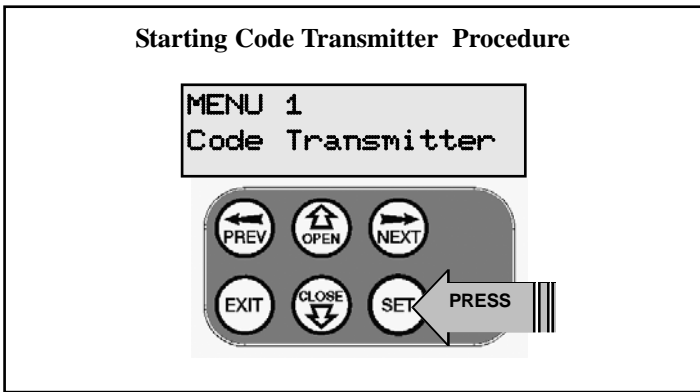 Starting Code Transmitter Procedure
MENU 1
Code Transmitter
PREV
OPEN
NEXT
EXIT
CLOSE
SET
PRESS